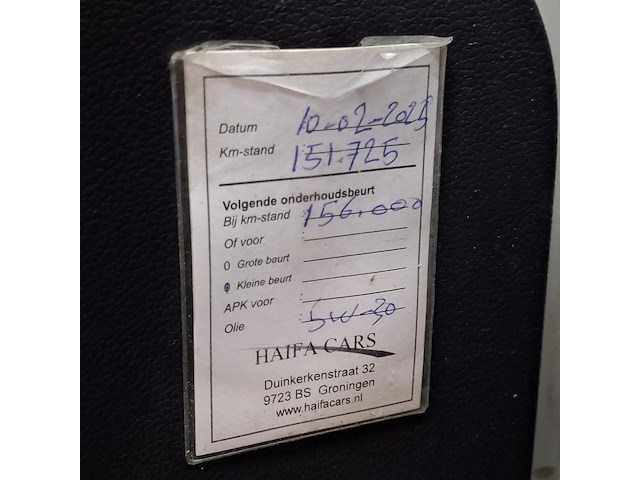 Datum 10-02-2023
Km-stand 151.725
Volgende onderhoudsbeurt
Bij km-stand 156.000
Of voor
0 Grote beurt
0 Kleine beurt
APK voor
Olie 5W-30
HAIFA CARS
Duinkerkenstraat 32
9723 BS Groningen
www.haifacars.nl